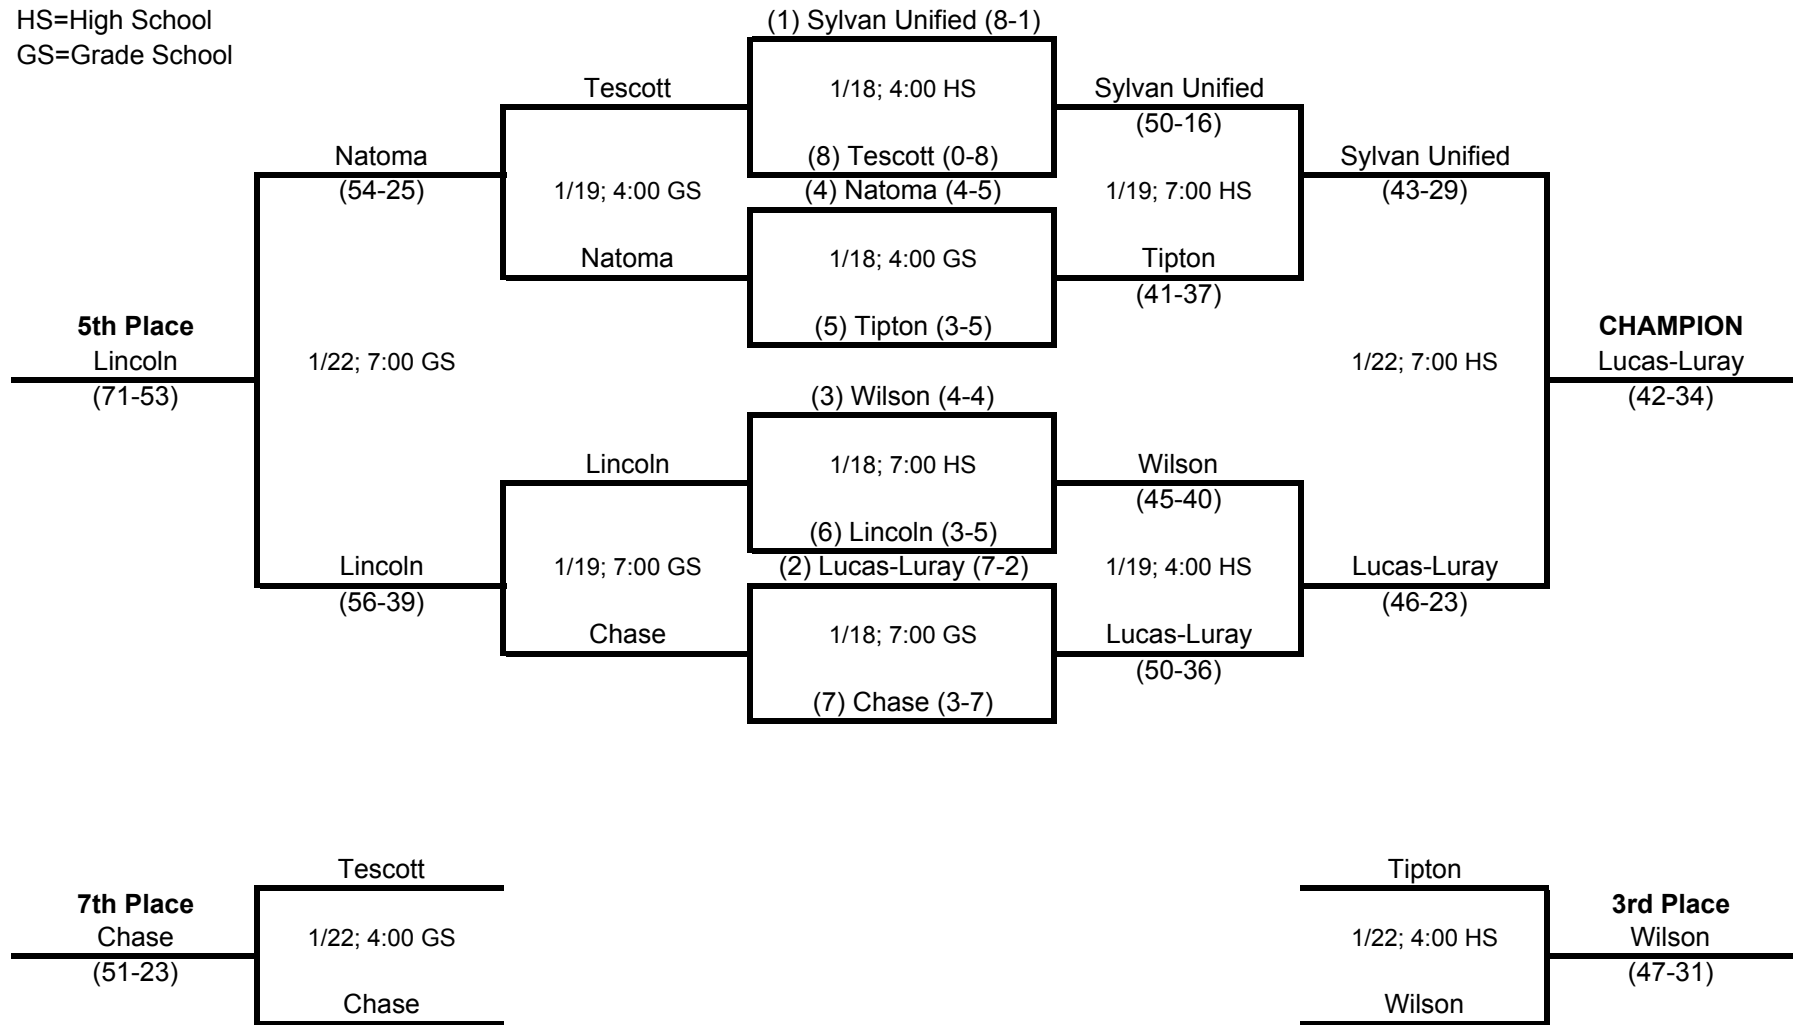 HS=High School
GS=Grade School
(1) Sylvan Unified (8-1)
Tescott
1/18; 4:00 HS
Sylvan Unified
(50-16)
Natoma
(8) Tescott (0-8)
Sylvan Unified
(54-25)
1/19; 4:00 GS
(4) Natoma (4-5)
1/19; 7:00 HS
(43-29)
Natoma
1/18; 4:00 GS
Tipton
(41-37)
5th Place
(5) Tipton (3-5)
CHAMPION
Lincoln
1/22; 7:00 GS
1/22; 7:00 HS
Lucas-Luray
(71-53)
(3) Wilson (4-4)
(42-34)
Lincoln
1/18; 7:00 HS
Wilson
(45-40)
(6) Lincoln (3-5)
Lincoln
1/19; 7:00 GS
(2) Lucas-Luray (7-2)
1/19; 4:00 HS
Lucas-Luray
(56-39)
(46-23)
Chase
1/18; 7:00 GS
Lucas-Luray
(50-36)
(7) Chase (3-7)
Tescott
Tipton
7th Place
3rd Place
Chase
1/22; 4:00 GS
1/22; 4:00 HS
Wilson
(51-23)
(47-31)
Chase
Wilson